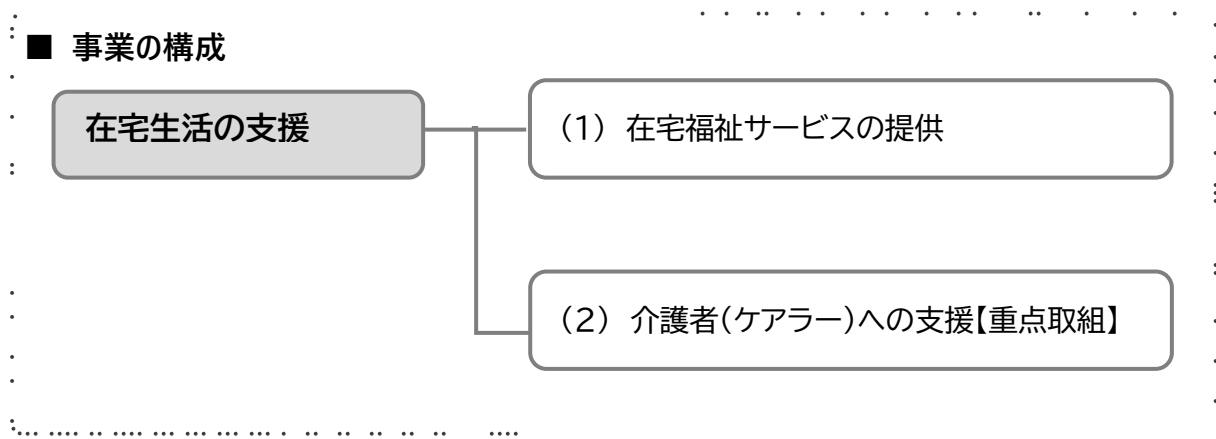 ■ 事業の構成
在宅生活の支援
(1) 在宅福祉サービスの提供
(2) 介護者(ケアラー)への支援【重点取組】